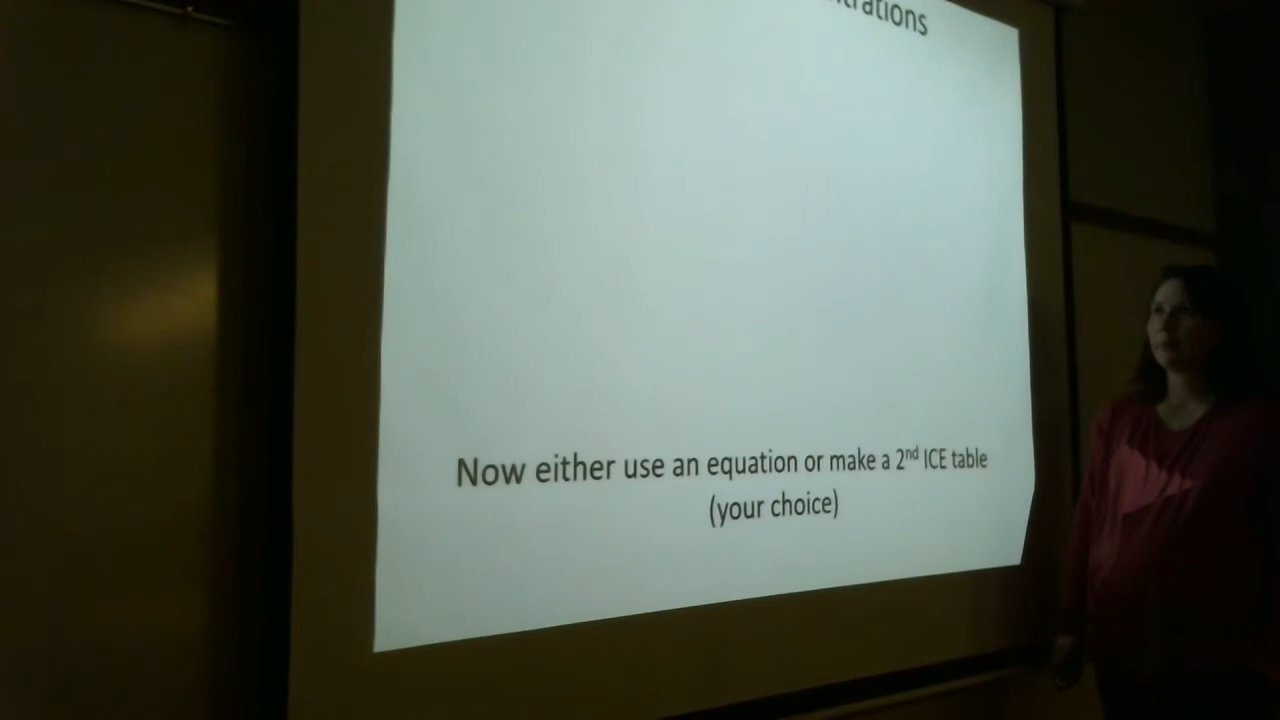 Now either use an equation or make a 2nd ICE table
(your choice)